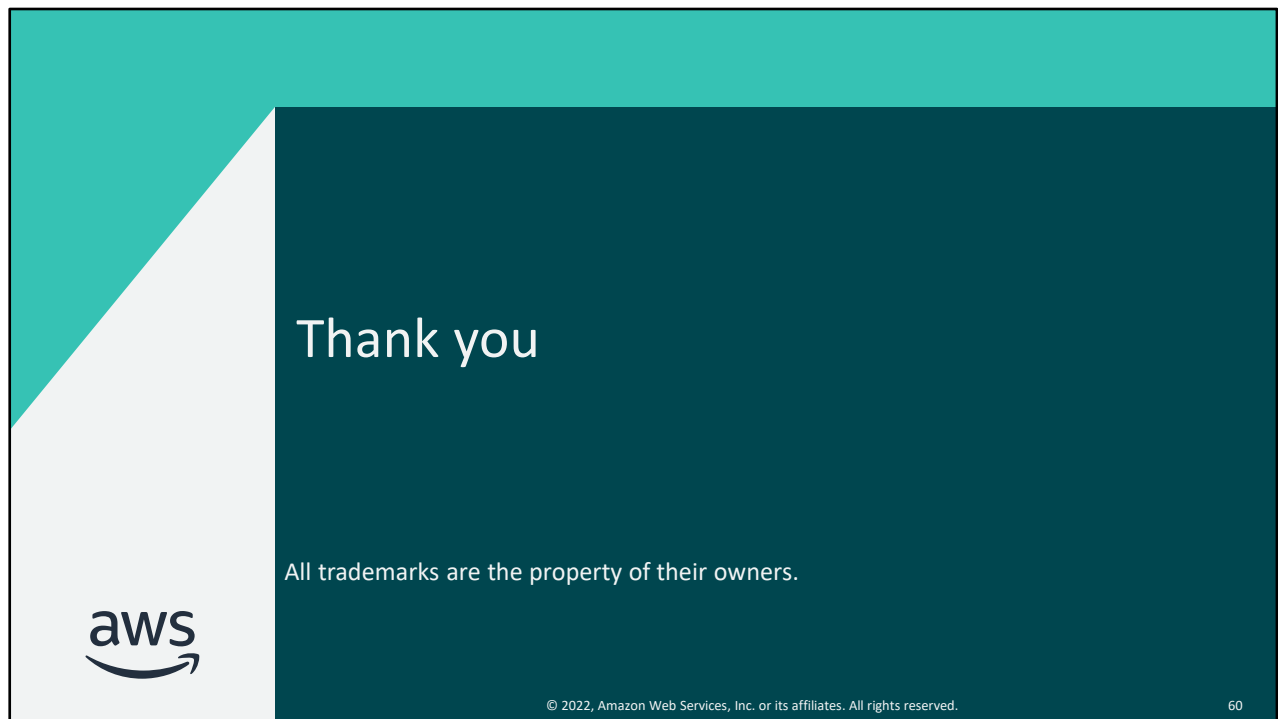 Thank you
All trademarks are the property of their owners.
aws
© 2022, Amazon Web Services, Inc. or its affiliates. All rights reserved.
60